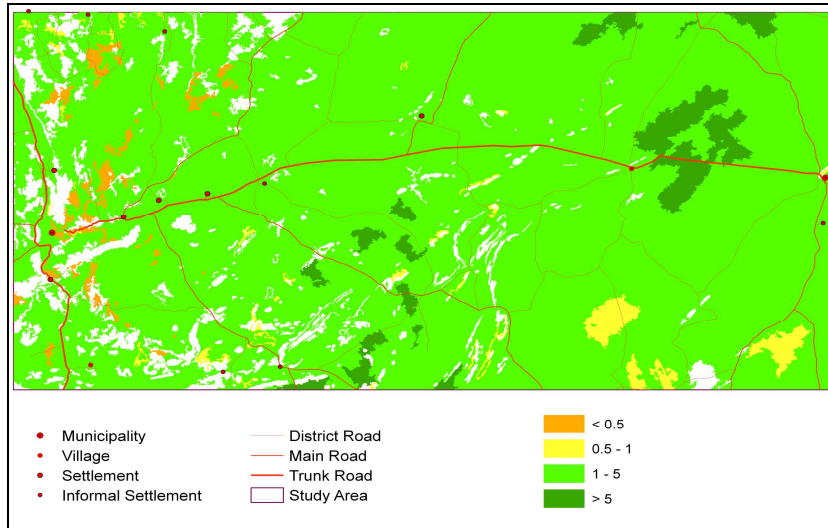 Municipality
Village
Settlement
Informal Settlement
District Road
Main Road
Trunk Road
Study Area
< 0.5
0.5 - 1
1 - 5
> 5